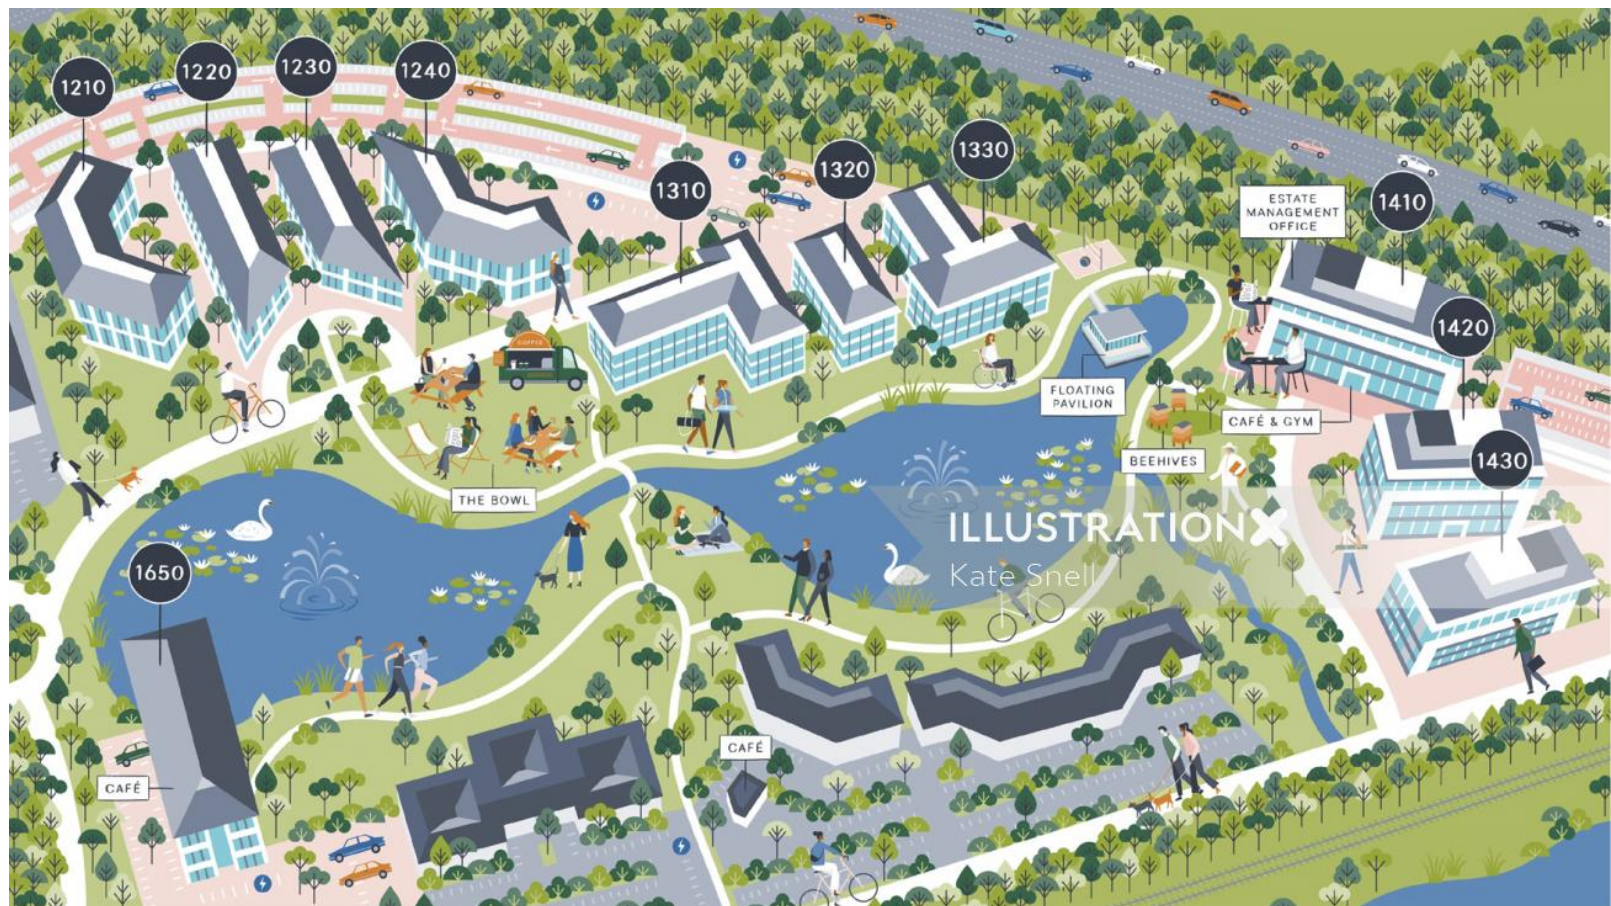 1210
1220
1230
1240
1310
1320
1330
ESTATE
MANAGEMENT
OFFICE
1410
1420
COFFEE
FLOATING
PAVILION
CAFÉ & GYM
BEEHIVES
1430
THE BOWL
ILLUSTRATIONX
Kate Snell
1650
CAFÉ
CAFÉ